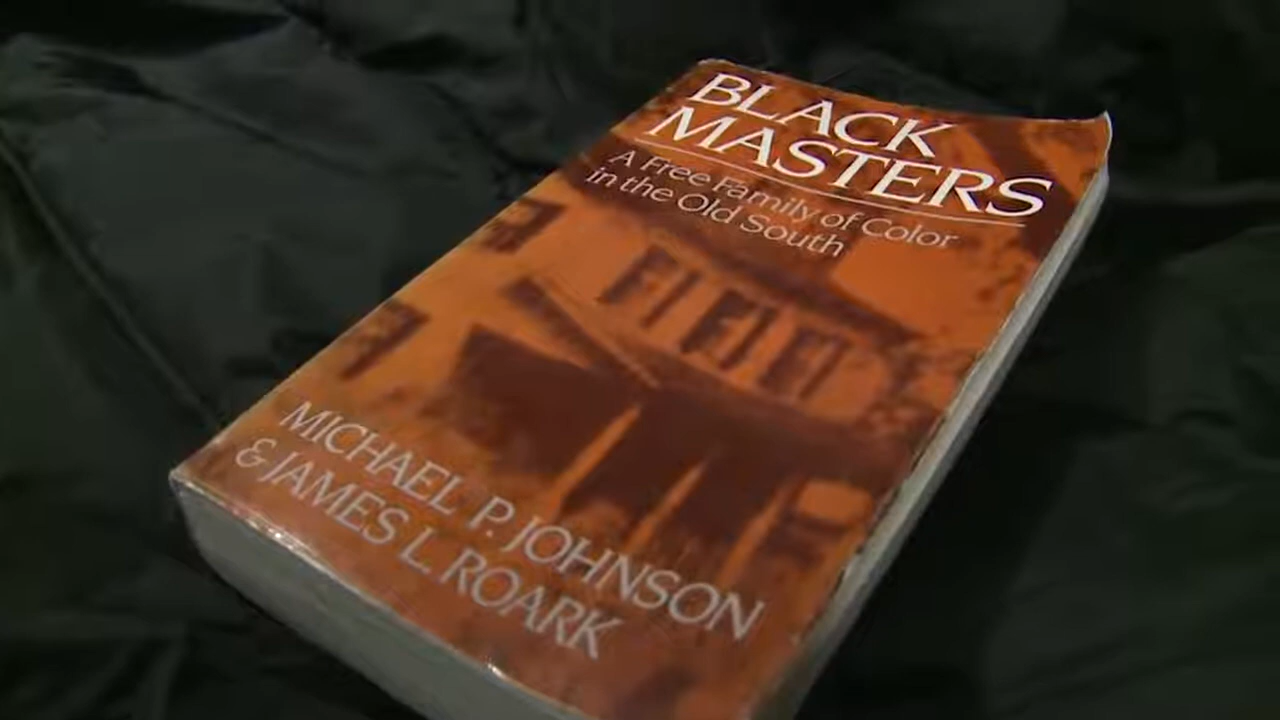 BLACK
MASTERS
A Free Family of Color
in the Old South
MICHAEL P. JOHNSON
& JAMES L. ROARK